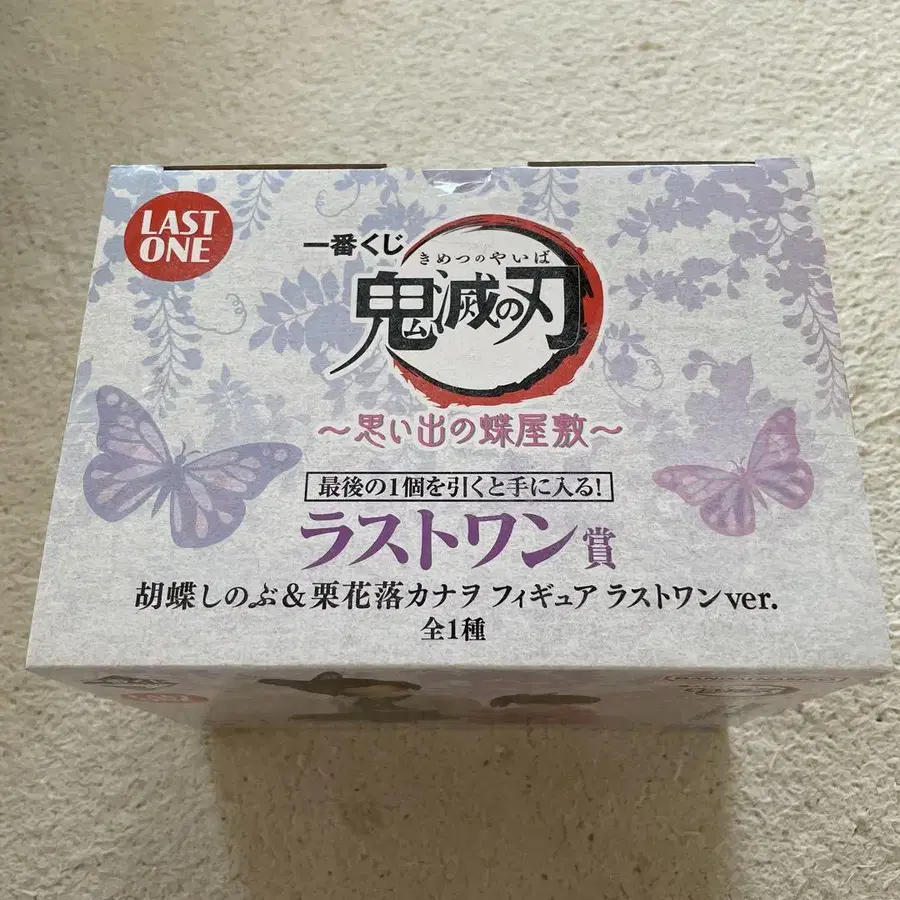 LAST
ONE
一番くじ
きめつのやいば
鬼滅の刃
～思い出の蝶屋敷～
最後の1個を引くと手に入る!
ラストワン賞
胡蝶しのぶ&栗花落カナヲ フィギュア ラストワンver.
全1種